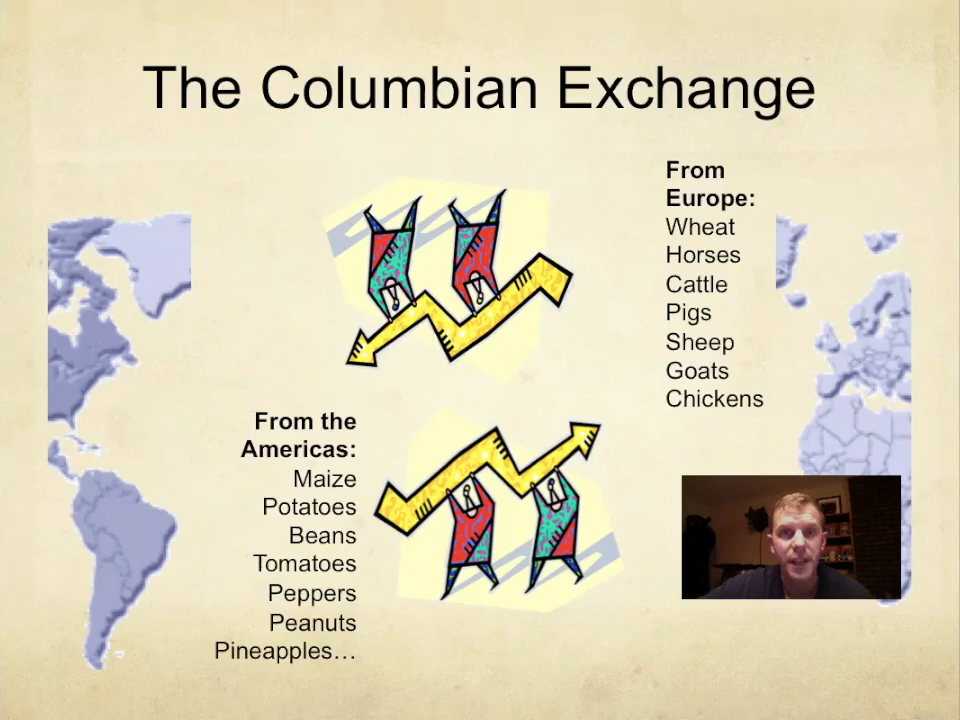 The Columbian Exchange
From
Europe:
Wheat
Horses
Cattle
Pigs
Sheep
Goats
Chickens
From the
Americas:
Maize
Potatoes
Beans
Tomatoes
Peppers
Peanuts
Pineapples…